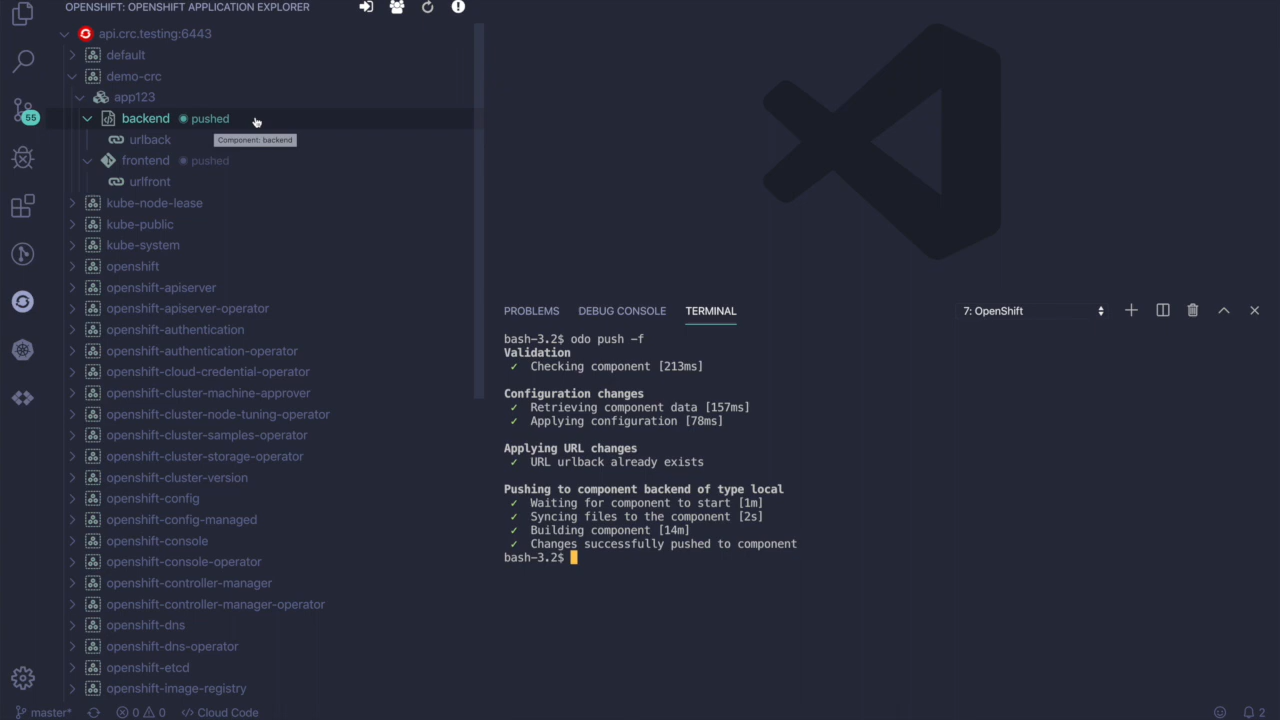 OPENSHIFT: OPENSHIFT APPLICATION EXPLORER
api.crc.testing:6443
default
demo-crc
app123
backend pushed
urlback
Component: backend
frontend pushed
urlfront
kube-node-lease
kube-public
kube-system
openshift
openshift-apiserver
openshift-apiserver-operator
openshift-authentication
openshift-authentication-operator
openshift-cloud-credential-operator
openshift-cluster-machine-approver
openshift-cluster-node-tuning-operator
openshift-cluster-samples-operator
openshift-cluster-storage-operator
openshift-cluster-version
openshift-config
openshift-config-managed
openshift-console
openshift-console-operator
openshift-controller-manager
openshift-controller-manager-operator
openshift-dns
openshift-dns-operator
openshift-etcd
openshift-image-registry
55
PROBLEMS DEBUG CONSOLE TERMINAL 7: OpenShift
bash-3.2$ odo push -f
Validation
✓ Checking component [213ms]
Configuration changes
✓ Retrieving component data [157ms]
✓ Applying configuration [78ms]
Applying URL changes
✓ URL urlback already exists
Pushing to component backend of type local
✓ Waiting for component to start [1m]
✓ Syncing files to the component [2s]
✓ Building component [14m]
✓ Changes successfully pushed to component
bash-3.2$
master* 0 0 Cloud Code 2